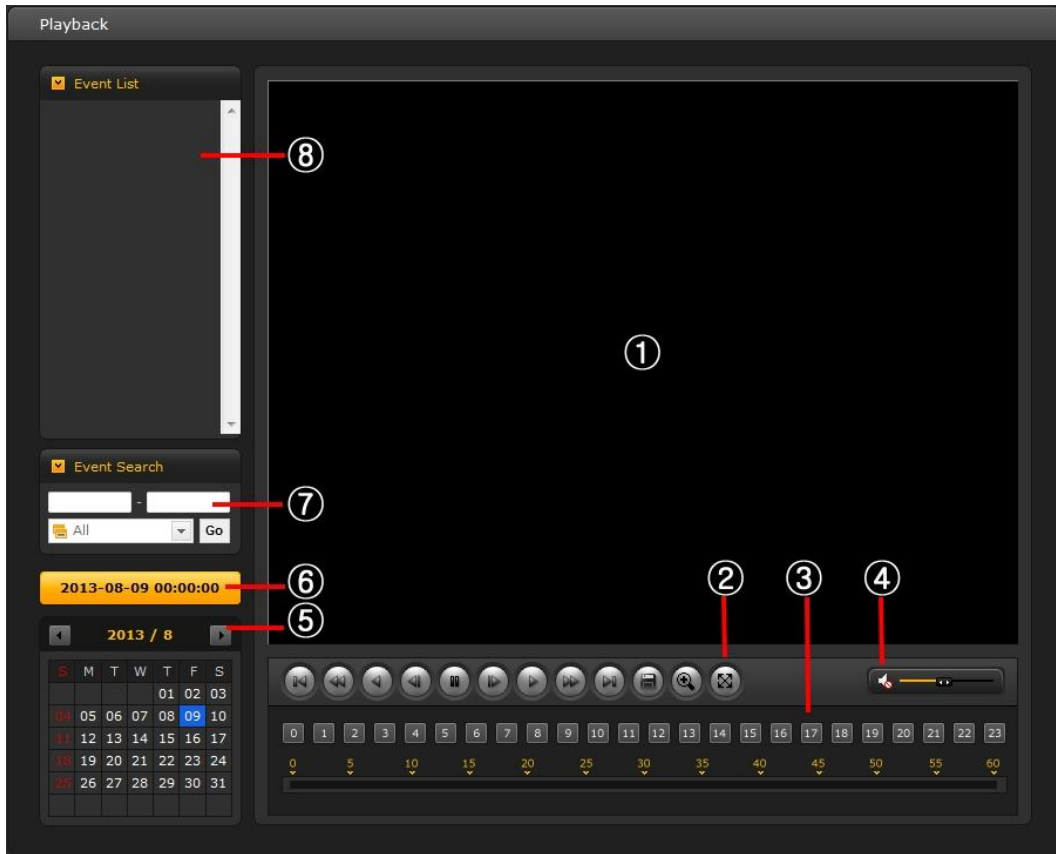 Playback
Event List
⑧
①
Event Search
-
⑦
All
Go
2013-08-09 00:00:00
⑥
②
③
④
2013 / 8
⑤
S M T W T F S
01 02 03
04 05 06 07 08 09 10
11 12 13 14 15 16 17
18 19 20 21 22 23 24
25 26 27 28 29 30 31
0 1 2 3 4 5 6 7 8 9 10 11 12 13 14 15 16 17 18 19 20 21 22 23
0 5 10 15 20 25 30 35 40 45 50 55 60